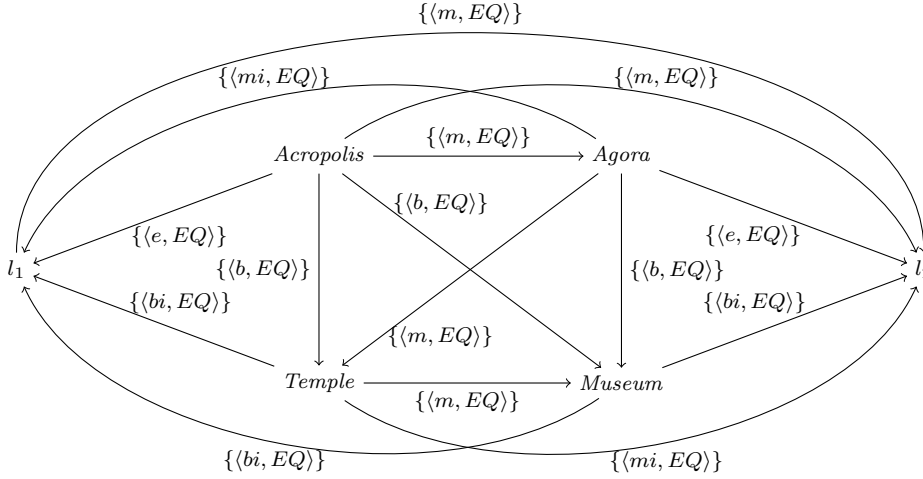 {⟨m, EQ⟩}
{⟨mi, EQ⟩} {⟨m, EQ⟩}
{⟨m, EQ⟩}
Acropolis Agora
{⟨b, EQ⟩}
{⟨e, EQ⟩} {⟨e, EQ⟩}
l₁ {⟨b, EQ⟩} {⟨b, EQ⟩} l
{⟨bi, EQ⟩} {⟨bi, EQ⟩}
{⟨m, EQ⟩}
Temple Museum
{⟨m, EQ⟩}
{⟨bi, EQ⟩} {⟨mi, EQ⟩}